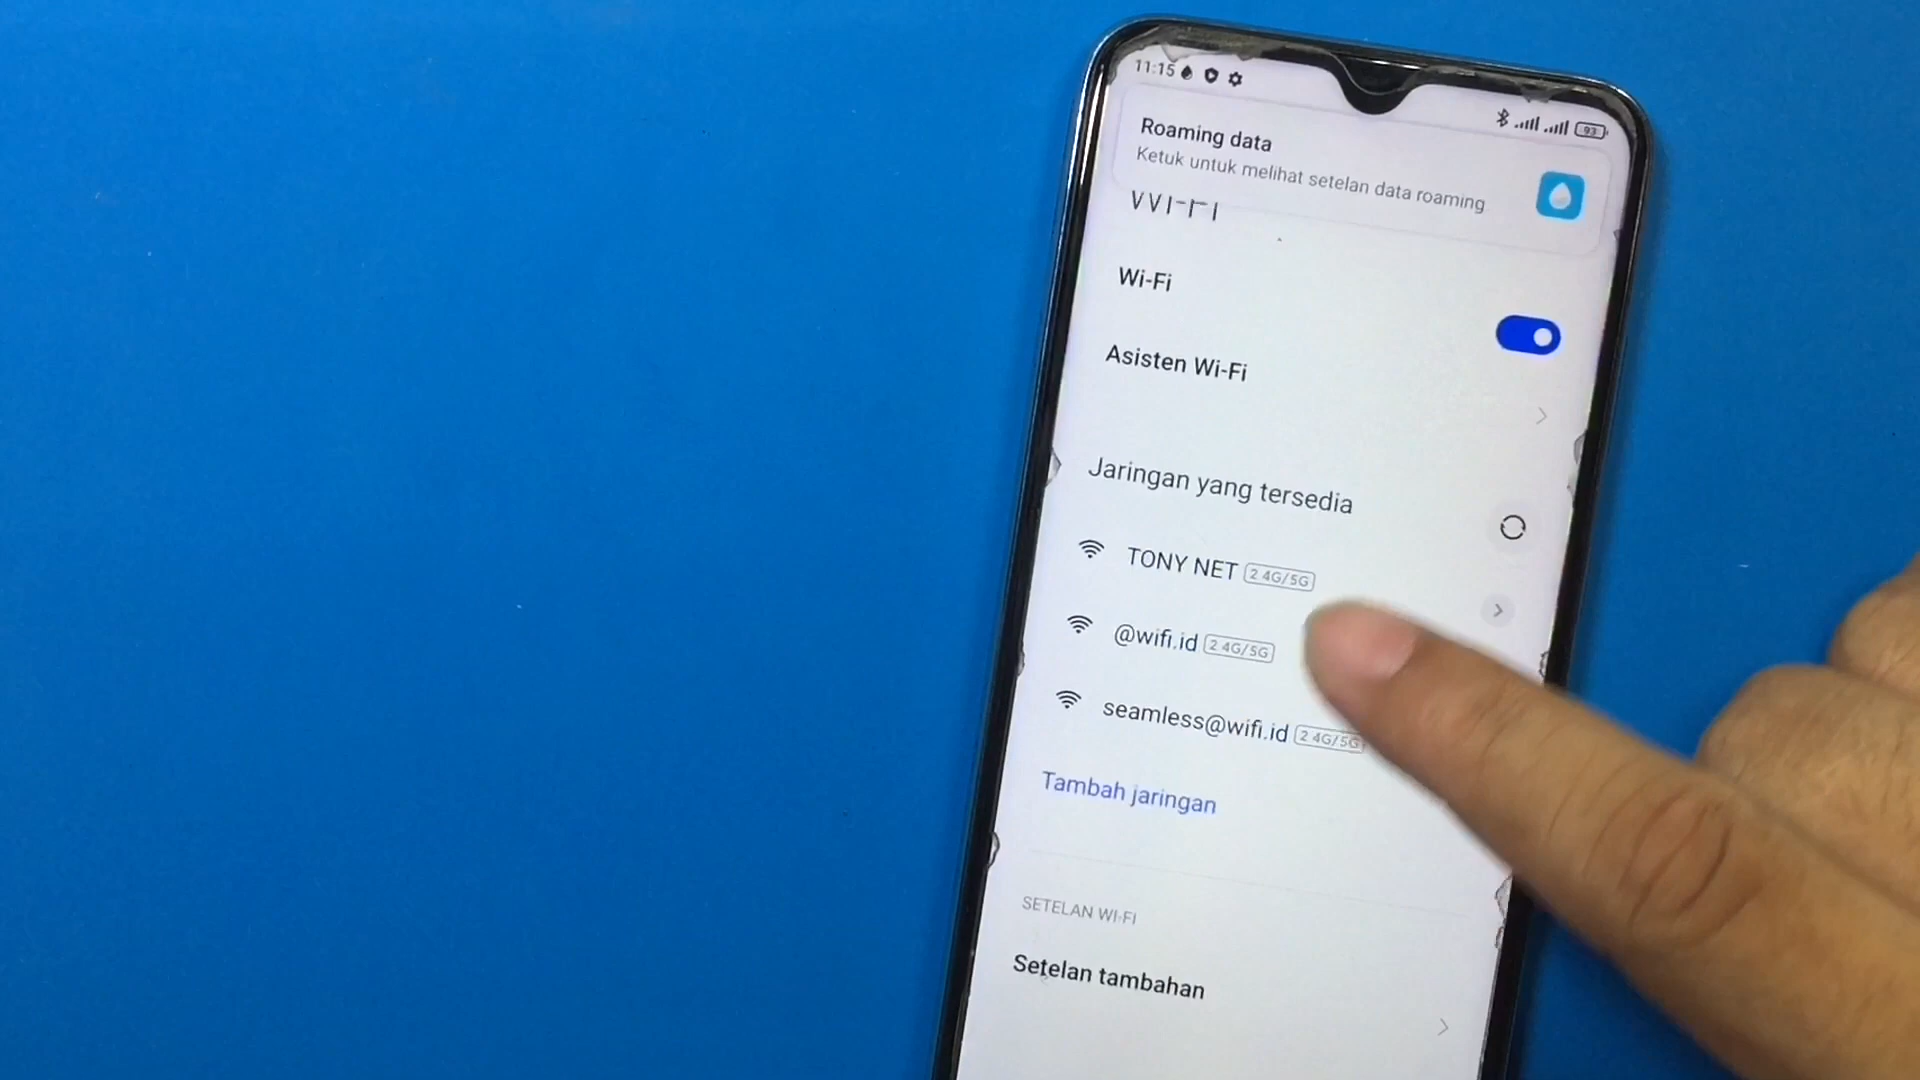 11:15
93
Roaming data
Ketuk untuk melihat setelan data roaming
Wi-Fi
Wi-Fi
Asisten Wi-Fi
Jaringan yang tersedia
TONY NET 2.4G/5G
@wifi.id 2.4G/5G
seamless@wifi.id 2.4G/5G
Tambah jaringan
SETELAN WI-FI
Setelan tambahan